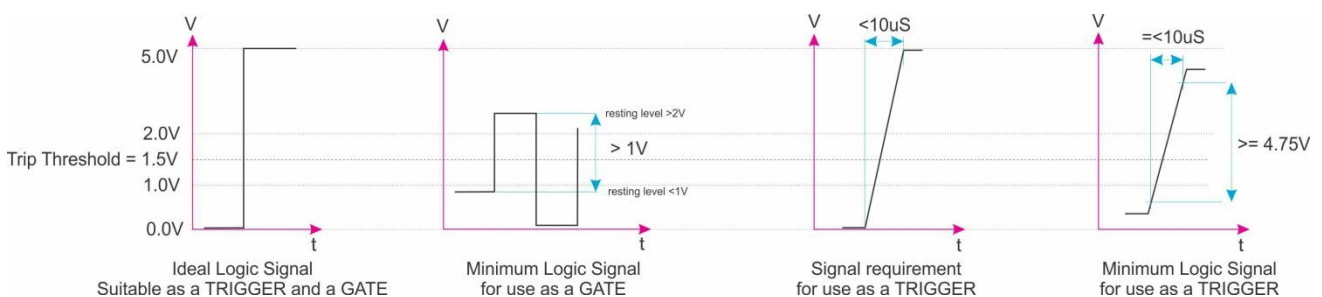 V
5.0V
2.0V
Trip Threshold = 1.5V
1.0V
0.0V
t
Ideal Logic Signal
Suitable as a TRIGGER and a GATE
V
resting level >2V
> 1V
resting level <1V
t
Minimum Logic Signal
for use as a GATE
V
<10uS
t
Signal requirement
for use as a TRIGGER
V
=<10uS
>= 4.75V
t
Minimum Logic Signal
for use as a TRIGGER